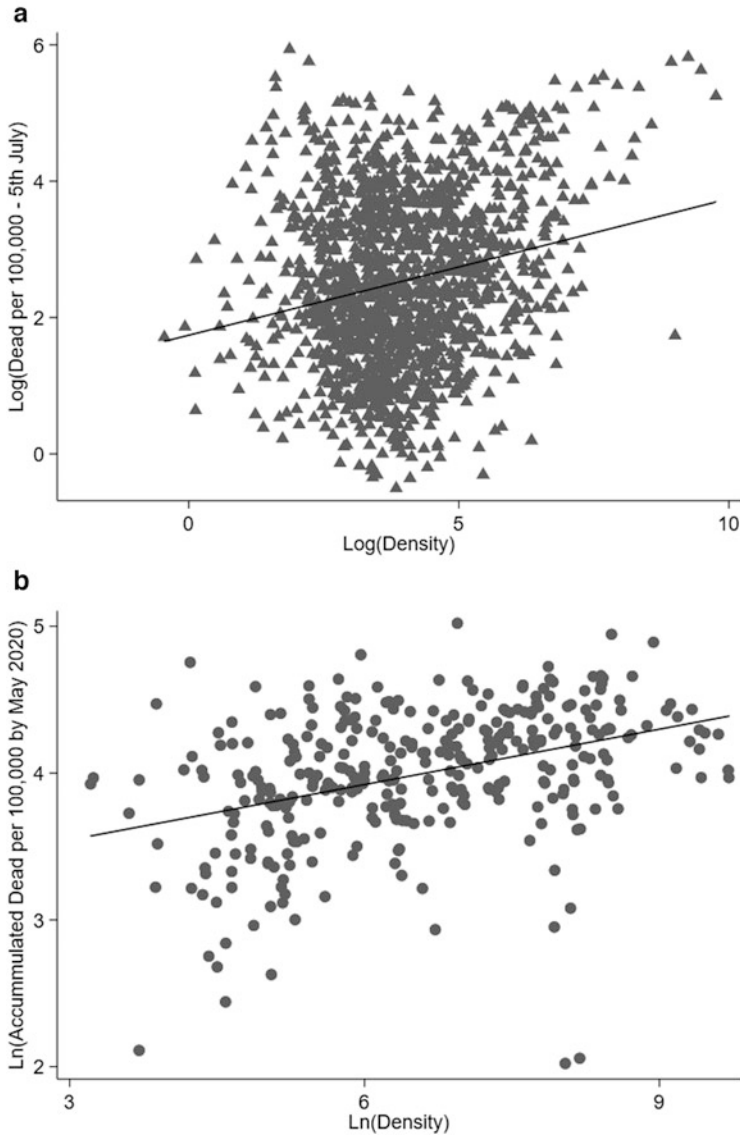 a
6
4
2
0
Log(Dead per 100,000 - 5th July)
0 5 10
Log(Density)
b
5
4
3
2
Ln(Accummulated Dead per 100,000 by May 2020)
3 6 9
Ln(Density)